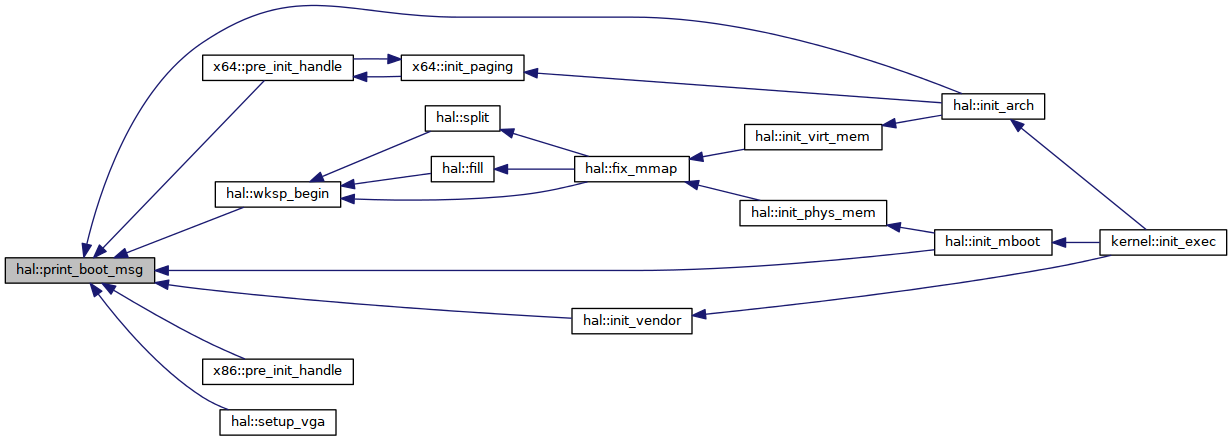 x64::pre_init_handle
x64::init_paging
hal::init_arch
hal::split
hal::init_virt_mem
hal::fill
hal::fix_mmap
hal::wksp_begin
hal::init_phys_mem
hal::init_mboot
kernel::init_exec
hal::print_boot_msg
hal::init_vendor
x86::pre_init_handle
hal::setup_vga